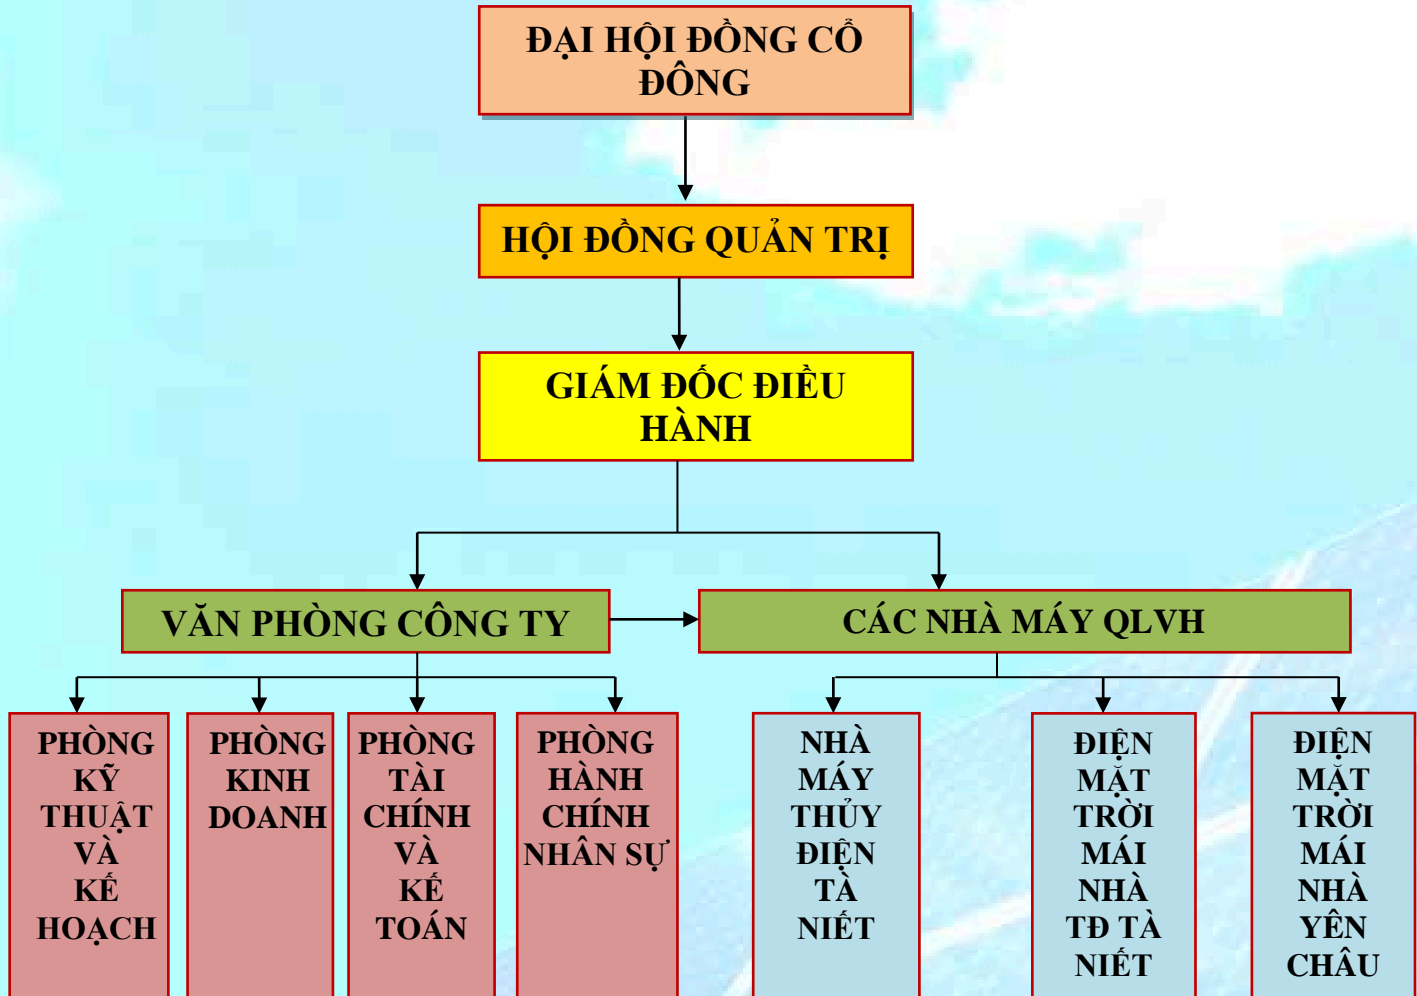 ĐẠI HỘI ĐỒNG CỔ
ĐÔNG
HỘI ĐỒNG QUẢN TRỊ
GIÁM ĐỐC ĐIỀU
HÀNH
VĂN PHÒNG CÔNG TY
CÁC NHÀ MÁY QLVH
PHÒNG
KỸ
THUẬT
VÀ
KẾ
HOẠCH
PHÒNG
KINH
DOANH
PHÒNG
TÀI
CHÍNH
VÀ
KẾ
TOÁN
PHÒNG
HÀNH
CHÍNH
NHÂN SỰ
NHÀ
MÁY
THỦY
ĐIỆN
TÀ
NIẾT
ĐIỆN
MẶT
TRỜI
MÁI
NHÀ
TĐ TÀ
NIẾT
ĐIỆN
MẶT
TRỜI
MÁI
NHÀ
YÊN
CHÂU